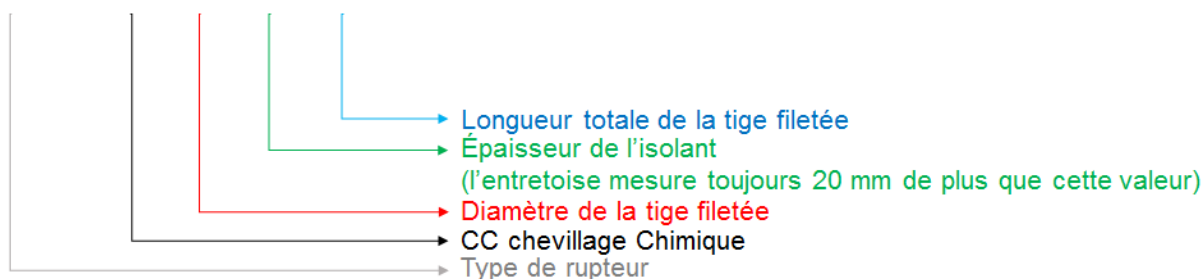 Longueur totale de la tige filetée
Épaisseur de l'isolant
(l'entretoise mesure toujours 20 mm de plus que cette valeur)
Diamètre de la tige filetée
CC chevillage Chimique
Type de rupteur